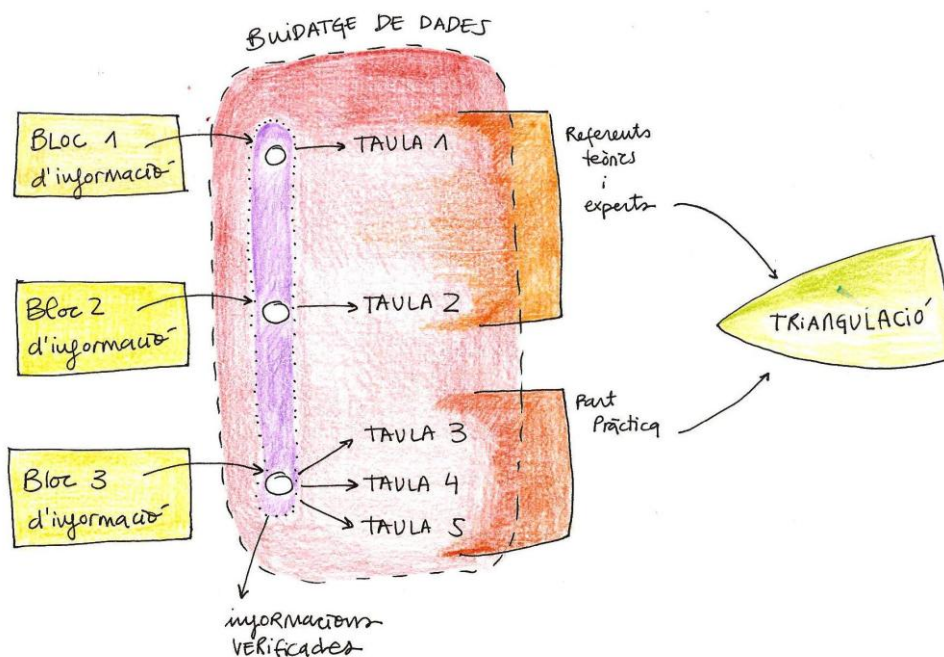 BUIDATGE DE DADES
BLOC 1
d'informació
TAULA 1
Referents
teòrics
i
experts
Bloc 2
d'informació
TAULA 2
TRIANGULACIÓ
Part
Pràctica
Bloc 3
d'informació
TAULA 3
TAULA 4
TAULA 5
informacions
VERificades